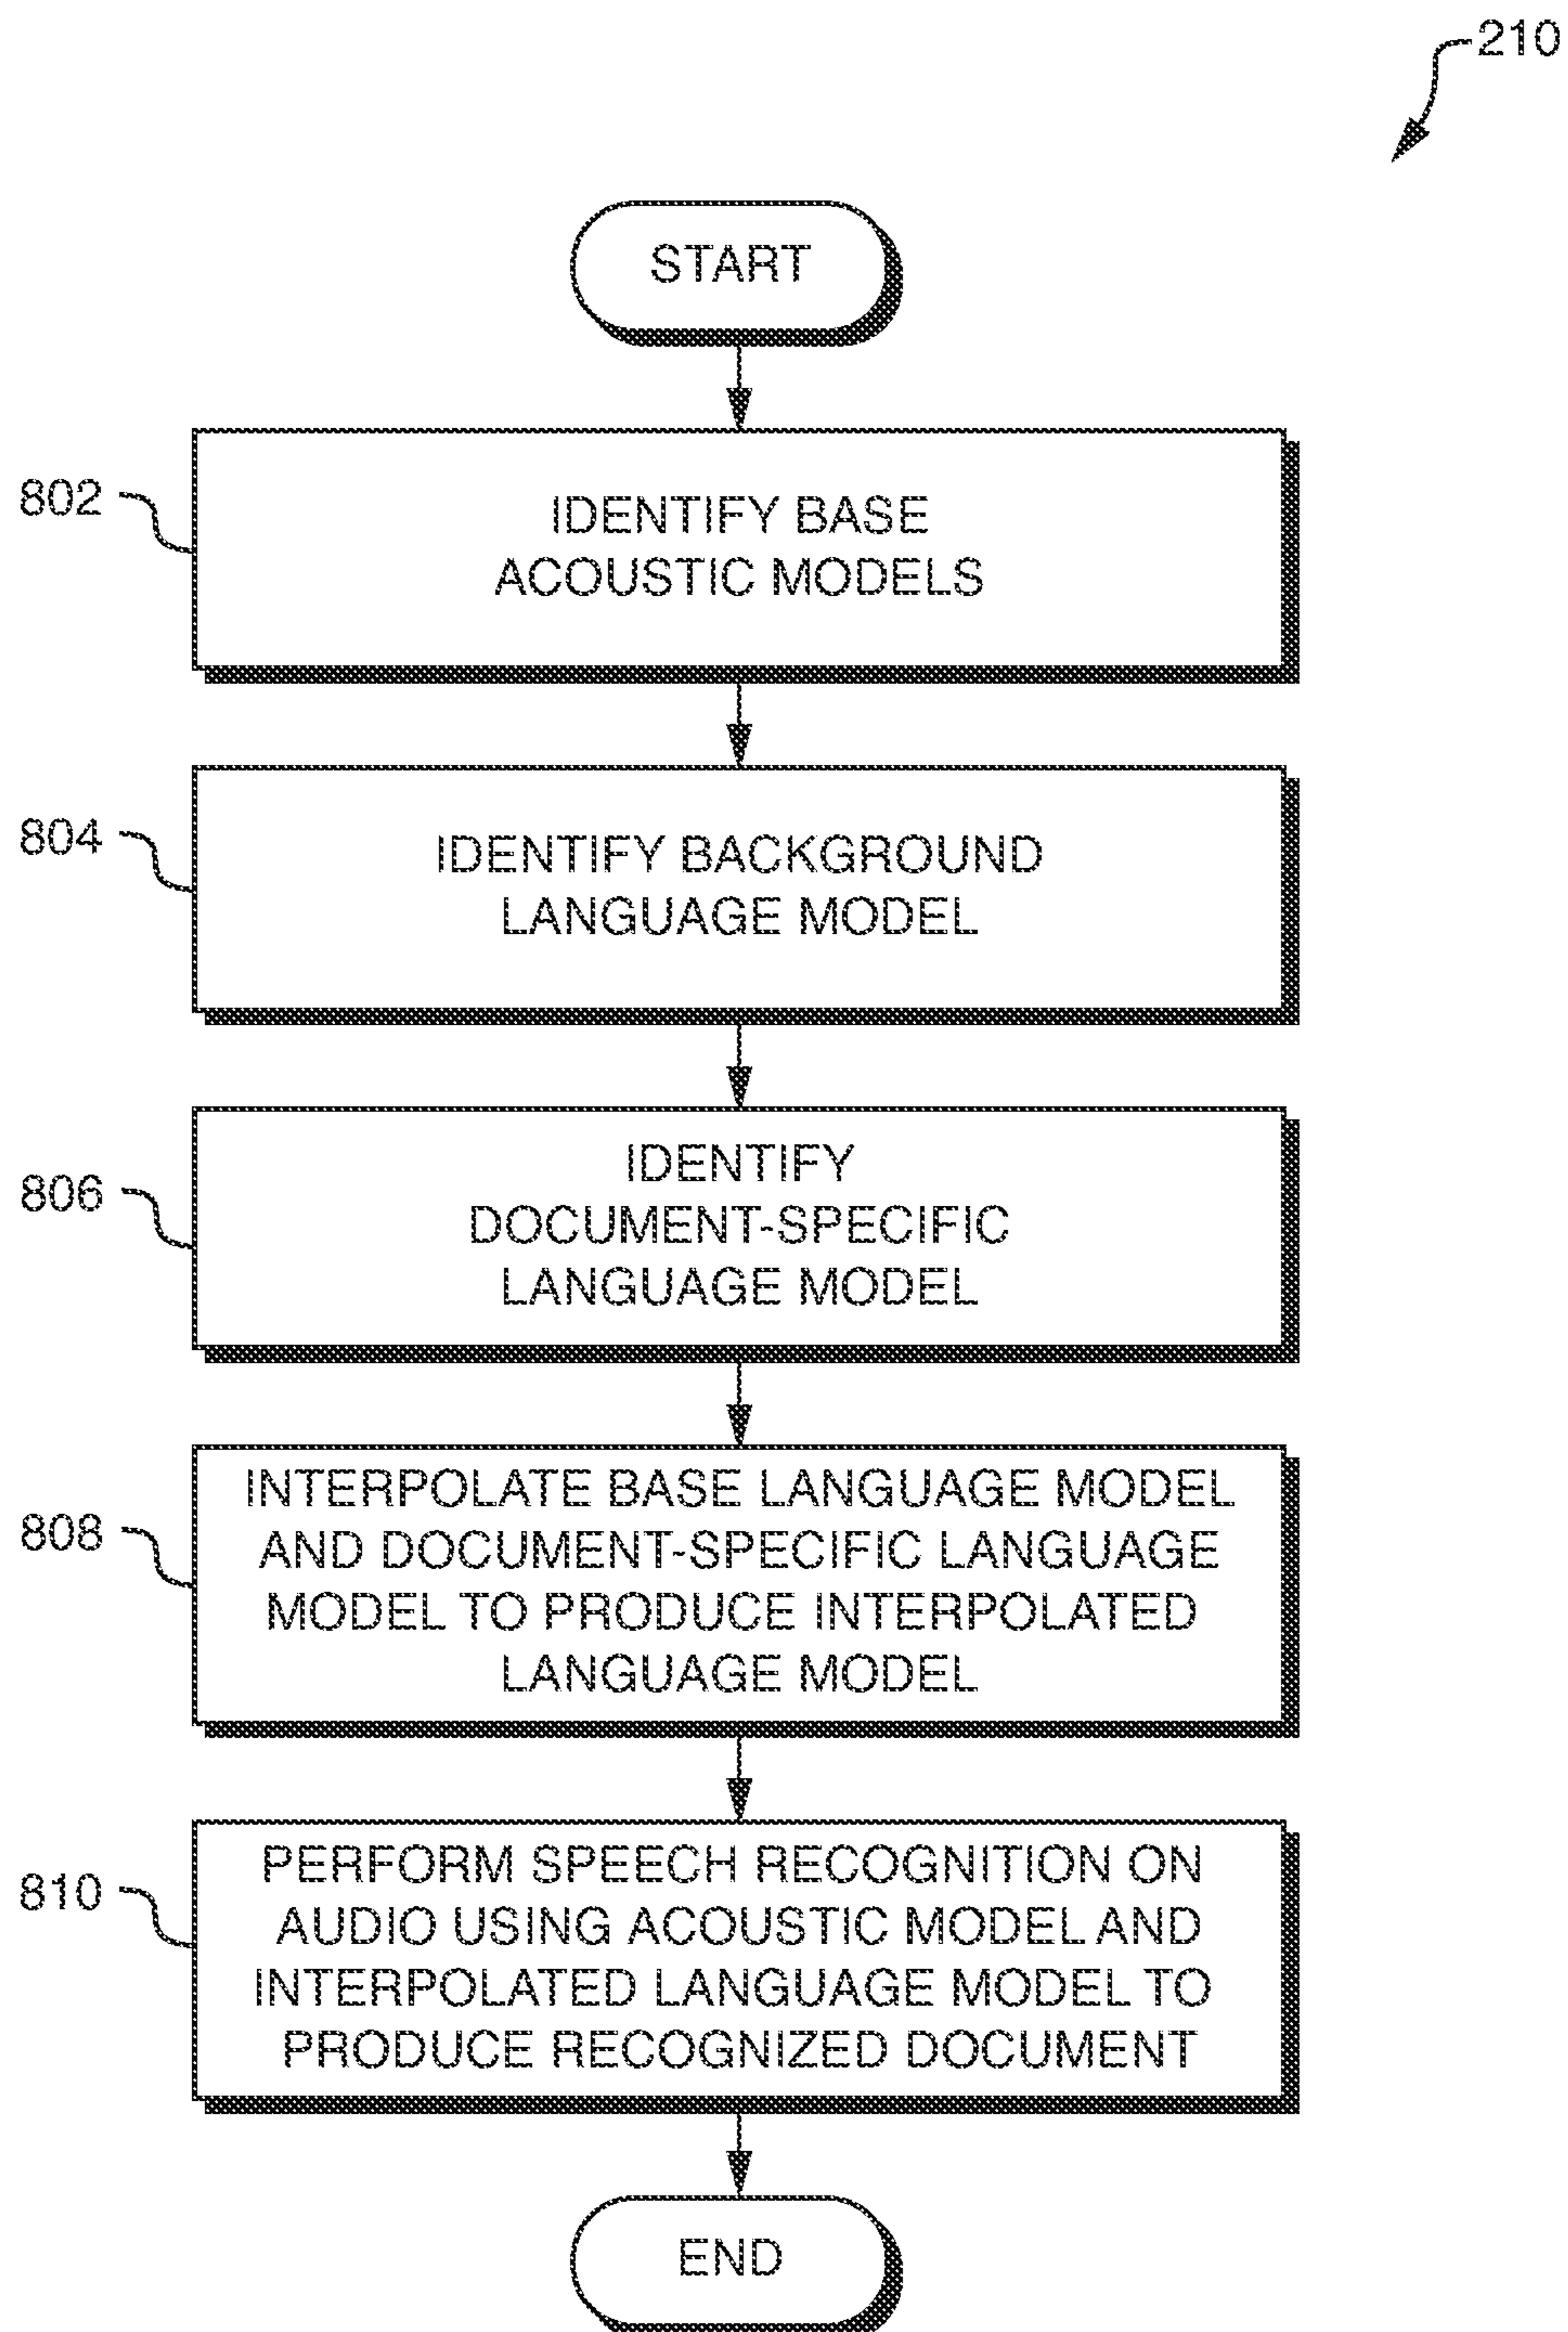 210
START
802
IDENTIFY BASE
ACOUSTIC MODELS
804
IDENTIFY BACKGROUND
LANGUAGE MODEL
806
IDENTIFY
DOCUMENT-SPECIFIC
LANGUAGE MODEL
808
INTERPOLATE BASE LANGUAGE MODEL
AND DOCUMENT-SPECIFIC LANGUAGE
MODEL TO PRODUCE INTERPOLATED
LANGUAGE MODEL
810
PERFORM SPEECH RECOGNITION ON
AUDIO USING ACOUSTIC MODEL AND
INTERPOLATED LANGUAGE MODEL TO
PRODUCE RECOGNIZED DOCUMENT
END